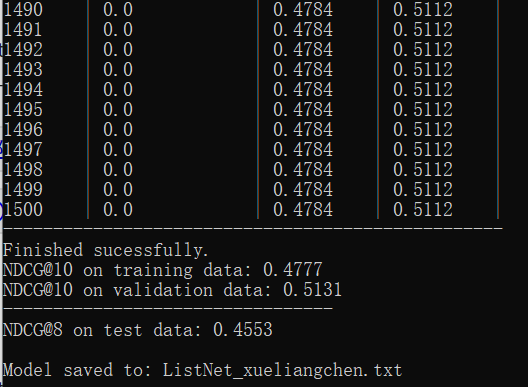 1490 | 0.0 | 0.4784 | 0.5112 |
1491 | 0.0 | 0.4784 | 0.5112 |
1492 | 0.0 | 0.4784 | 0.5112 |
1493 | 0.0 | 0.4784 | 0.5112 |
1494 | 0.0 | 0.4784 | 0.5112 |
1495 | 0.0 | 0.4784 | 0.5112 |
1496 | 0.0 | 0.4784 | 0.5112 |
1497 | 0.0 | 0.4784 | 0.5112 |
1498 | 0.0 | 0.4784 | 0.5112 |
1499 | 0.0 | 0.4784 | 0.5112 |
1500 | 0.0 | 0.4784 | 0.5112 |
--------------------------------------------------
Finished sucessfully.
NDCG@10 on training data: 0.4777
NDCG@10 on validation data: 0.5131
---------------------------------
NDCG@8 on test data: 0.4553
Model saved to: ListNet_xueliangchen.txt